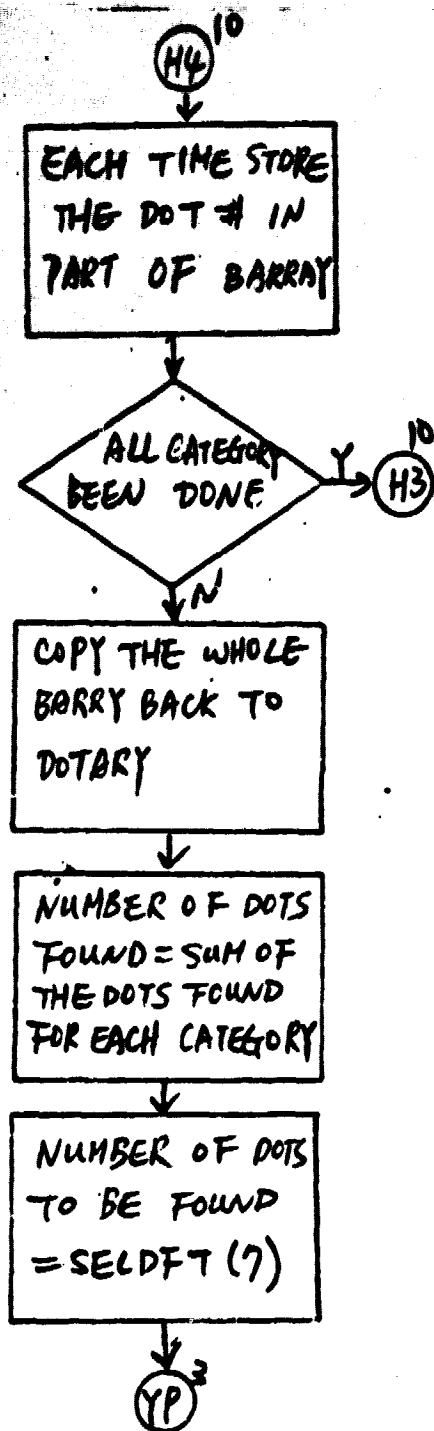 10
H4
EACH TIME STORE
THE DOT # IN
PART OF BARRAY
ALL CATEGORY
BEEN DONE
Y
10
H3
N
COPY THE WHOLE
BARRY BACK TO
DOTARY
NUMBER OF DOTS
FOUND = SUM OF
THE DOTS FOUND
FOR EACH CATEGORY
NUMBER OF DOTS
TO BE FOUND
= SELDFT (7)
3
YP